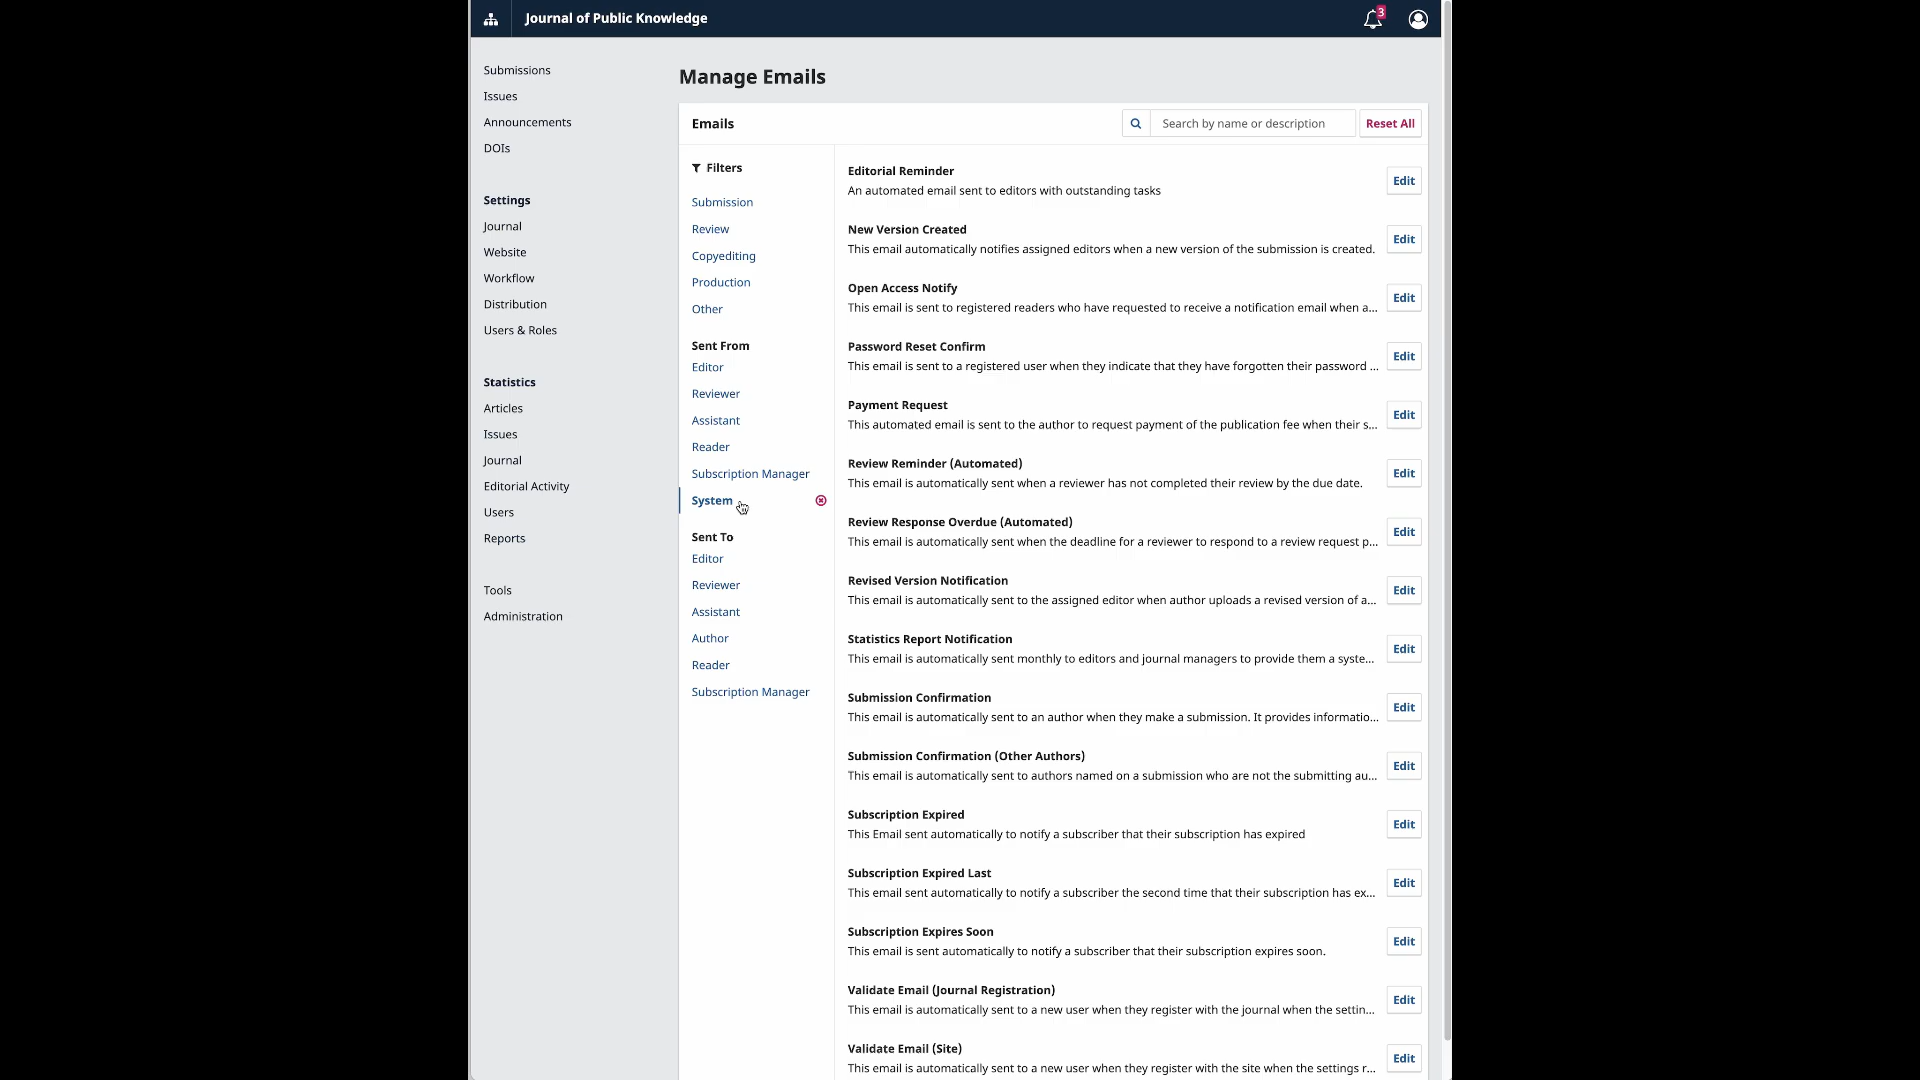 Journal of Public Knowledge
3
Submissions
Issues
Announcements
DOIs
Settings
Journal
Website
Workflow
Distribution
Users & Roles
Statistics
Articles
Issues
Journal
Editorial Activity
Users
Reports
Tools
Administration
Manage Emails
Emails
Search by name or description
Reset All
Filters
Submission
Review
Copyediting
Production
Other
Sent From
Editor
Reviewer
Assistant
Reader
Subscription Manager
System
Sent To
Editor
Reviewer
Assistant
Author
Reader
Subscription Manager
Editorial Reminder
An automated email sent to editors with outstanding tasks
Edit
New Version Created
This email automatically notifies assigned editors when a new version of the submission is created.
Edit
Open Access Notify
This email is sent to registered readers who have requested to receive a notification email when a...
Edit
Password Reset Confirm
This email is sent to a registered user when they indicate that they have forgotten their password ...
Edit
Payment Request
This automated email is sent to the author to request payment of the publication fee when their s...
Edit
Review Reminder (Automated)
This email is automatically sent when a reviewer has not completed their review by the due date.
Edit
Review Response Overdue (Automated)
This email is automatically sent when the deadline for a reviewer to respond to a review request p...
Edit
Revised Version Notification
This email is automatically sent to the assigned editor when author uploads a revised version of a...
Edit
Statistics Report Notification
This email is automatically sent monthly to editors and journal managers to provide them a syste...
Edit
Submission Confirmation
This email is automatically sent to an author when they make a submission. It provides informatio...
Edit
Submission Confirmation (Other Authors)
This email is automatically sent to authors named on a submission who are not the submitting au...
Edit
Subscription Expired
This Email sent automatically to notify a subscriber that their subscription has expired
Edit
Subscription Expired Last
This email sent automatically to notify a subscriber the second time that their subscription has ex...
Edit
Subscription Expires Soon
This email is sent automatically to notify a subscriber that their subscription expires soon.
Edit
Validate Email (Journal Registration)
This email is automatically sent to a new user when they register with the journal when the settin...
Edit
Validate Email (Site)
This email is automatically sent to a new user when they register with the site when the settings r...
Edit